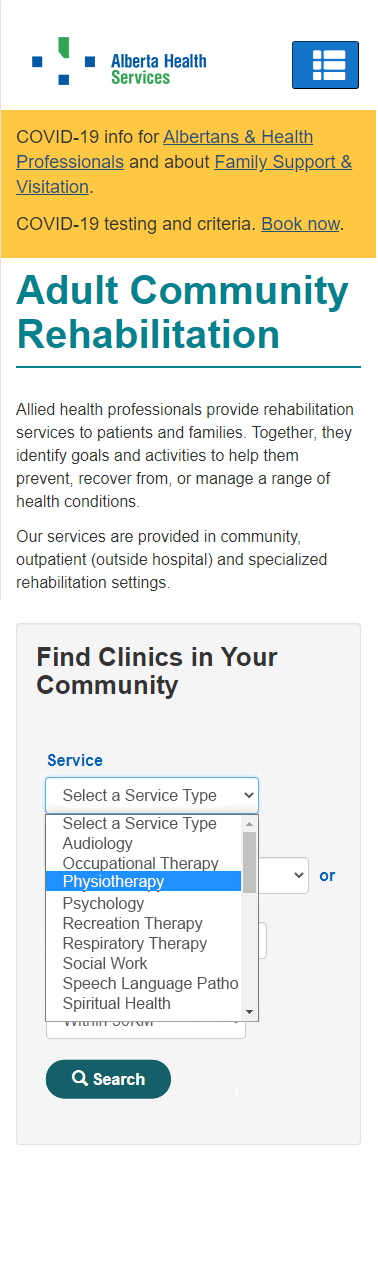 Alberta Health
Services
COVID-19 info for Albertans & Health
Professionals and about Family Support &
Visitation.
COVID-19 testing and criteria. Book now.
Adult Community
Rehabilitation
Allied health professionals provide rehabilitation
services to patients and families. Together, they
identify goals and activities to help them
prevent, recover from, or manage a range of
health conditions.
Our services are provided in community,
outpatient (outside hospital) and specialized
rehabilitation settings.
Find Clinics in Your
Community
Service
Select a Service Type
Select a Service Type
Audiology
Occupational Therapy
Physiotherapy
or
Psychology
Recreation Therapy
Respiratory Therapy
Social Work
Speech Language Patho
Spiritual Health
Within 50KM
Search